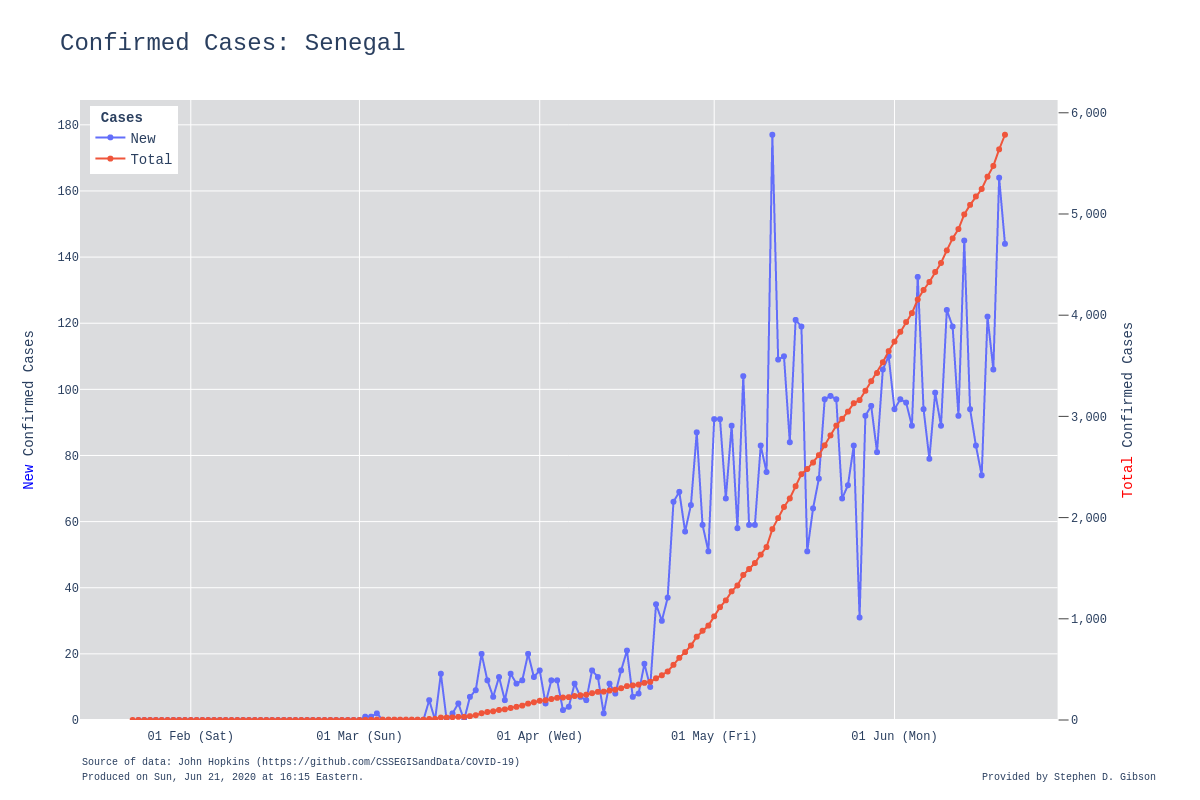 Confirmed Cases: Senegal
Cases
New
Total
180
160
140
120
100
80
60
40
20
0
New Confirmed Cases
6,000
5,000
4,000
3,000
2,000
1,000
0
Total Confirmed Cases
01 Feb (Sat) 01 Mar (Sun) 01 Apr (Wed) 01 May (Fri) 01 Jun (Mon)
Source of data: John Hopkins (https://github.com/CSSEGISandData/COVID-19)
Produced on Sun, Jun 21, 2020 at 16:15 Eastern.
Provided by Stephen D. Gibson